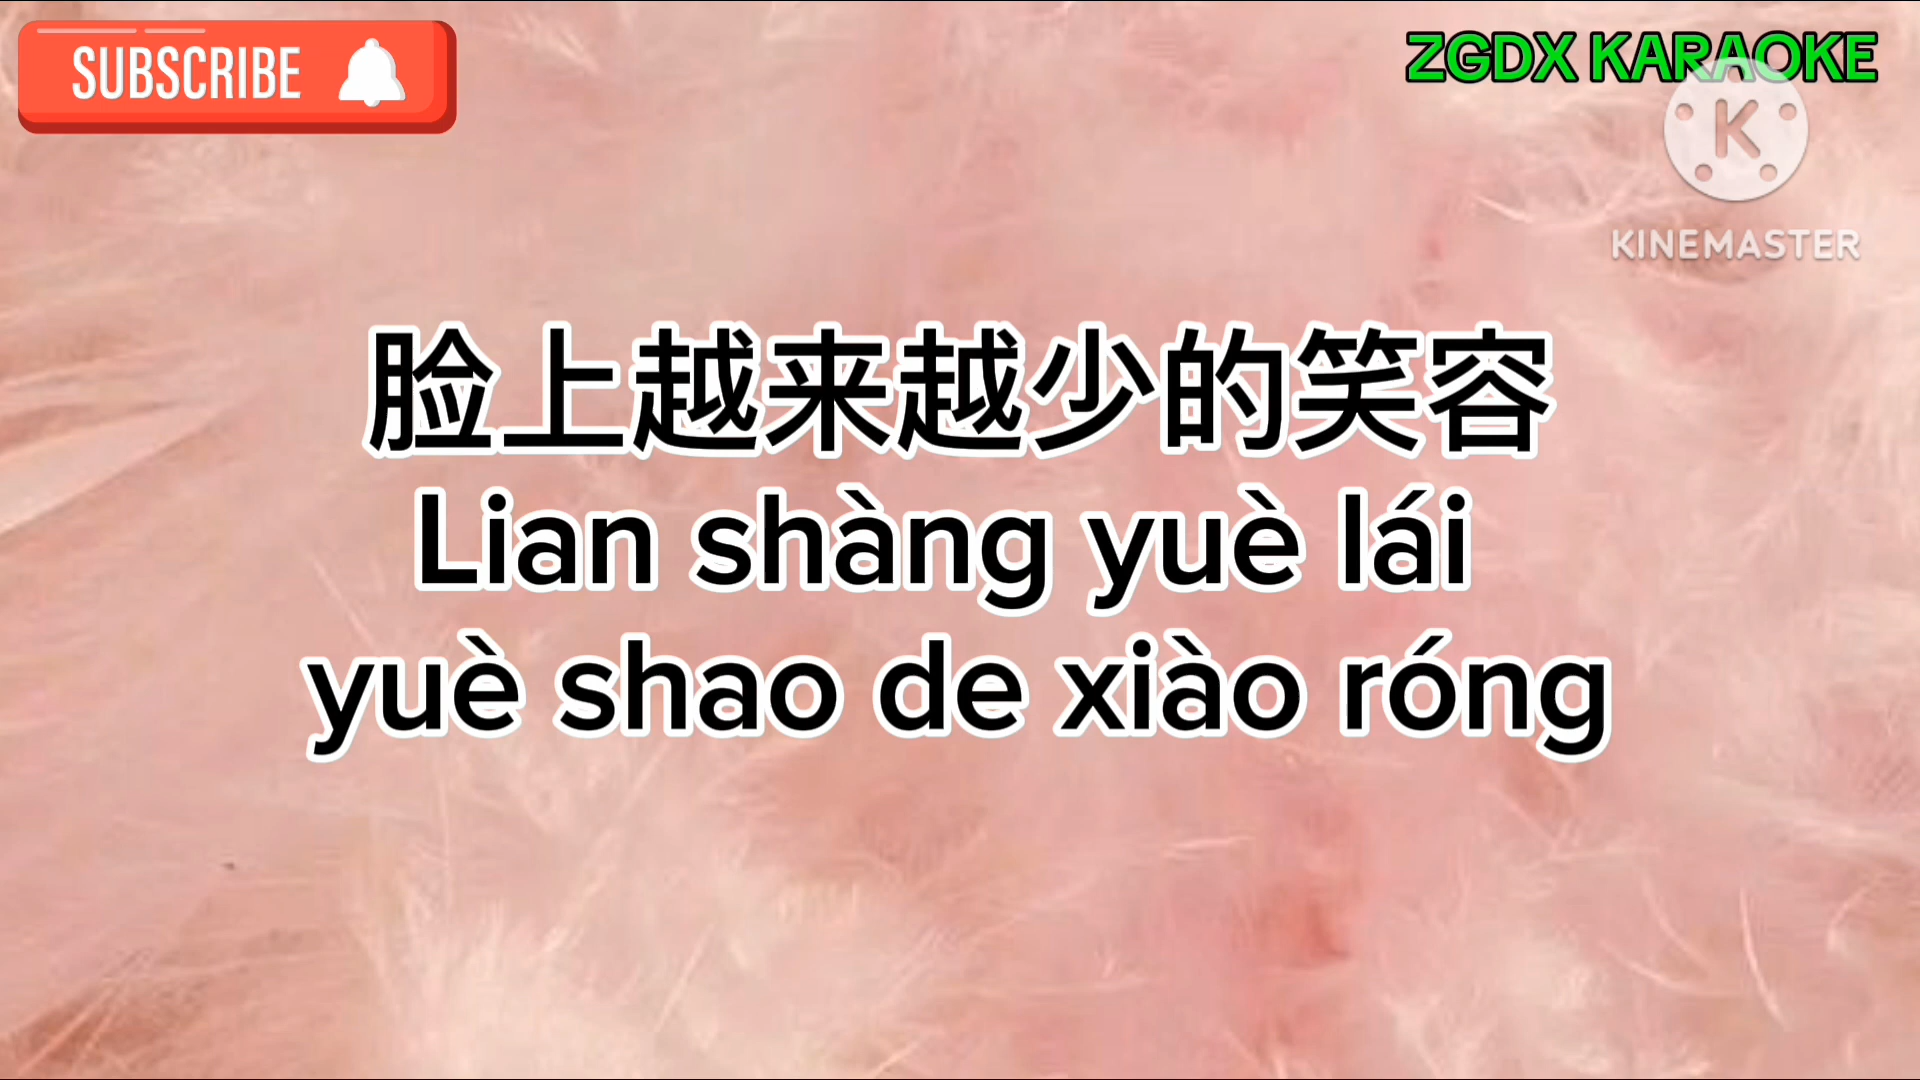 SUBSCRIBE
ZGDX KARAOKE
K
KINEMASTER
脸上越来越少的笑容
Lian shàng yuè lái
yuè shao de xiào róng